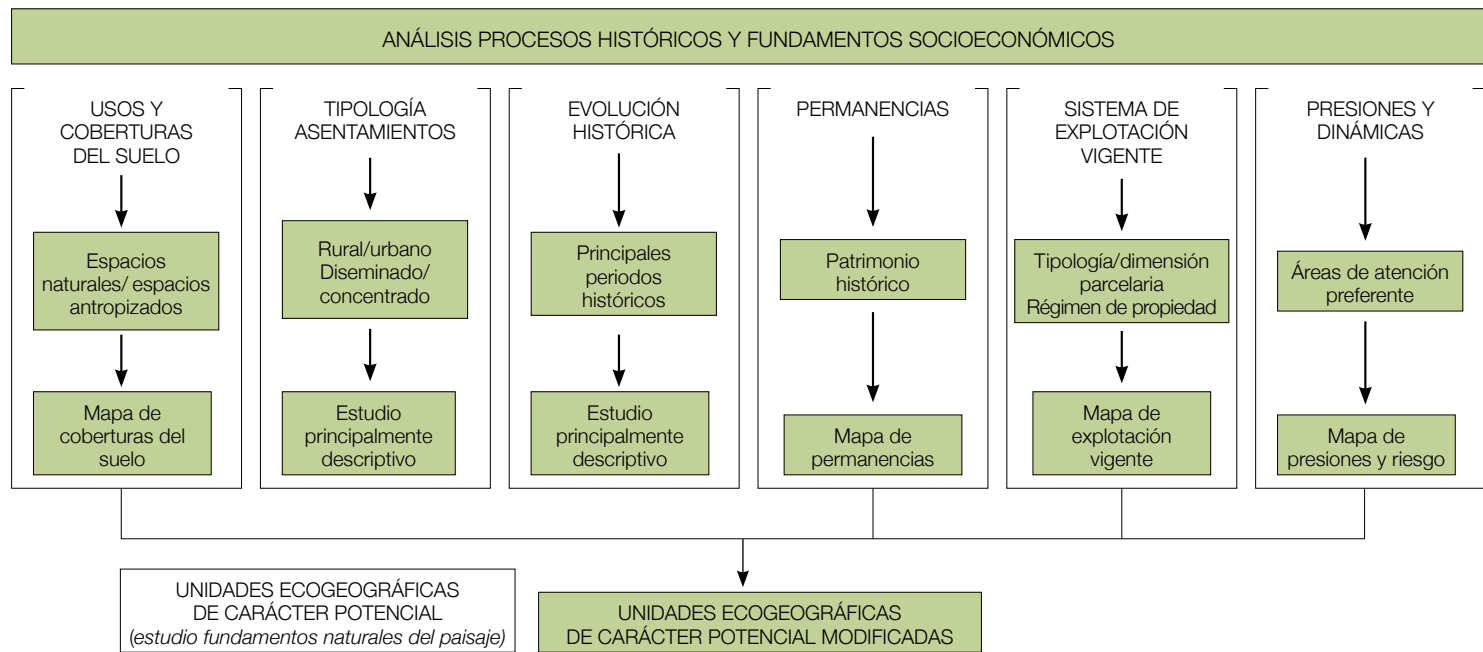 ANÁLISIS PROCESOS HISTÓRICOS Y FUNDAMENTOS SOCIOECONÓMICOS
USOS Y
COBERTURAS
DEL SUELO
Espacios
naturales/ espacios
antropizados
Mapa de
coberturas del
suelo
TIPOLOGÍA
ASENTAMIENTOS
Rural/urbano
Diseminado/
concentrado
Estudio
principalmente
descriptivo
EVOLUCIÓN
HISTÓRICA
Principales
periodos
históricos
Estudio
principalmente
descriptivo
PERMANENCIAS
Patrimonio
histórico
Mapa de
permanencias
SISTEMA DE
EXPLOTACIÓN
VIGENTE
Tipología/dimensión
parcelaria
Régimen de propiedad
Mapa de
explotación
vigente
PRESIONES Y
DINÁMICAS
Áreas de atención
preferente
Mapa de
presiones y riesgo
UNIDADES ECOGEOGRÁFICAS
DE CARÁCTER POTENCIAL
(estudio fundamentos naturales del paisaje)
UNIDADES ECOGEOGRÁFICAS
DE CARÁCTER POTENCIAL MODIFICADAS